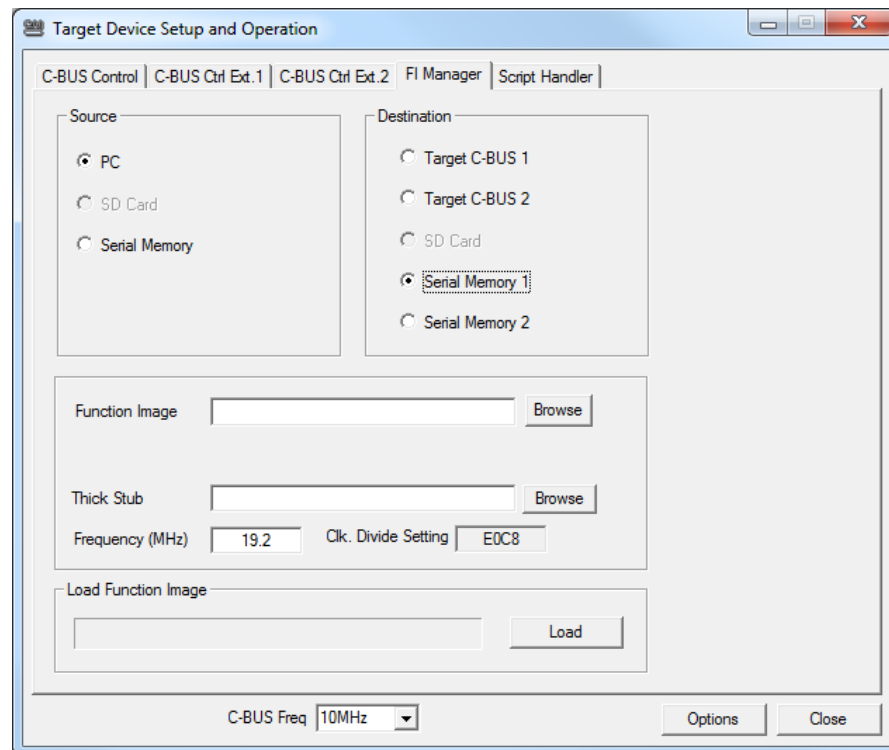 Target Device Setup and Operation
C-BUS Control C-BUS Ctrl Ext.1 C-BUS Ctrl Ext.2 FI Manager Script Handler
Source
PC
SD Card
Serial Memory
Destination
Target C-BUS 1
Target C-BUS 2
SD Card
Serial Memory 1
Serial Memory 2
Function Image Browse
Thick Stub Browse
Frequency (MHz) 19.2 Clk. Divide Setting E0C8
Load Function Image
Load
C-BUS Freq 10MHz Options Close